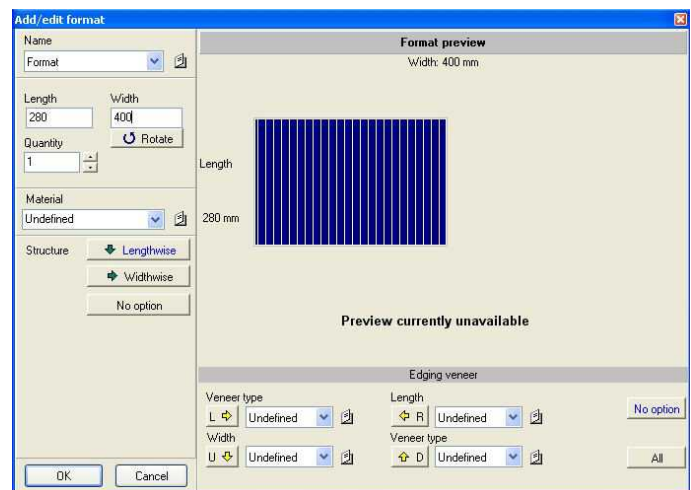 Add/edit format
Name
Format
Length Width
280 400
Rotate
Quantity
1
Material
Undefined
Structure
Lengthwise
Widthwise
No option
OK Cancel
Format preview
Width: 400 mm
Length
280 mm
Preview currently unavailable
Edging veneer
Veneer type Length
L Undefined R Undefined No option
Width Veneer type
U Undefined D Undefined All